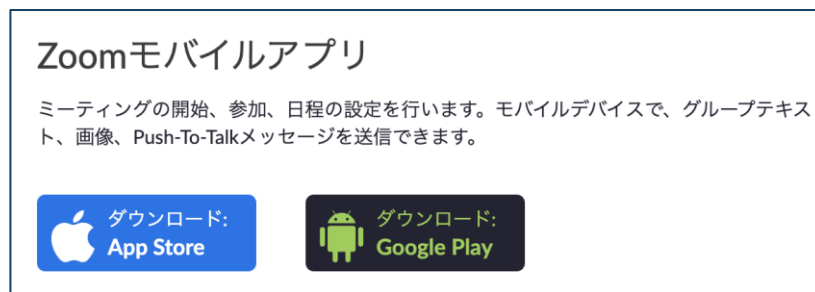 Zoomモバイルアプリ
ミーティングの開始、参加、日程の設定を行います。モバイルデバイスで、グループテキス
ト、画像、Push-To-Talkメッセージを送信できます。
ダウンロード:
App Store
ダウンロード:
Google Play